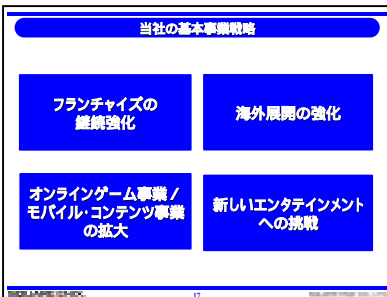 当社の基本事業戦略
フランチャイズの
継続強化
海外展開の強化
オンラインゲーム事業/
モバイル・コンテンツ事業
の拡大
新しいエンタテインメント
への挑戦
17